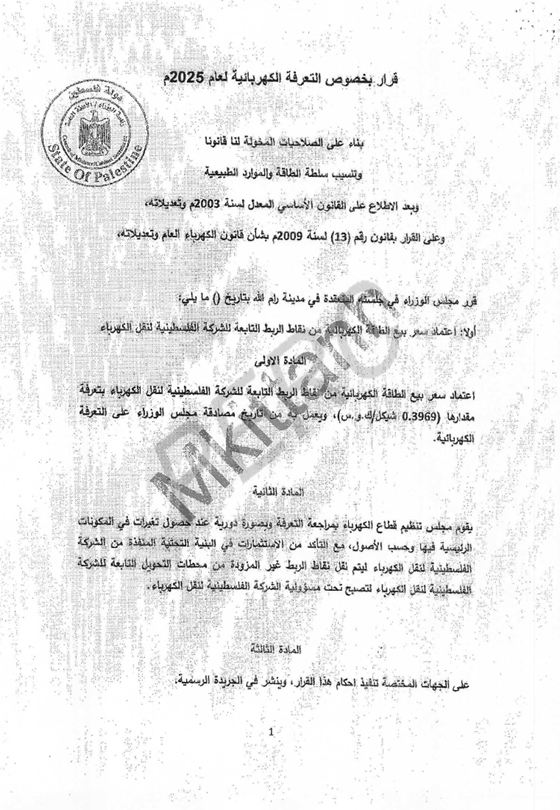 قرار بخصوص التعرفة الكهربائية لعام 2025م
دولة فلسطين
State Of Palestine
بناء على الصلاحيات المخولة لنا قانونا
وتنسيب سلطة الطاقة والموارد الطبيعية
وبعد الاطلاع على القانون الأساسي المعدل لسنة 2003م وتعديلاته،
وعلى القرار بقانون رقم (13) لسنة 2009م بشأن قانون الكهرباء العام وتعديلاته،
قرر مجلس الوزراء في جلسته المنعقدة في مدينة رام الله بتاريخ () ما يلي:
أولا: اعتماد سعر بيع الطاقة الكهربائية من نقاط الربط التابعة للشركة الفلسطينية لنقل الكهرباء
المادة الاولى
اعتماد سعر بيع الطاقة الكهربائية من نقاط الربط التابعة للشركة الفلسطينية لنقل الكهرباء بتعرفة
مقدارها (0.3969 شيكل/ك.و.س)، ويعمل به من تاريخ مصادقة مجلس الوزراء على التعرفة
الكهربائية.
المادة الثانية
يقوم مجلس تنظيم قطاع الكهرباء بمراجعة التعرفة وبصورة دورية عند حصول تغيرات في المكونات
الرئيسية فيها وحسب الأصول، مع التأكد من الاستثمارات في البنية التحتية المنفذة من الشركة
الفلسطينية لنقل الكهرباء ليتم نقل نقاط الربط غير المزودة من محطات التحويل التابعة للشركة
الفلسطينية لنقل الكهرباء لتصبح تحت مسؤولية الشركة الفلسطينية لنقل الكهرباء.
المادة الثالثة
على الجهات المختصة تنفيذ احكام هذا القرار، وينشر في الجريدة الرسمية.
1